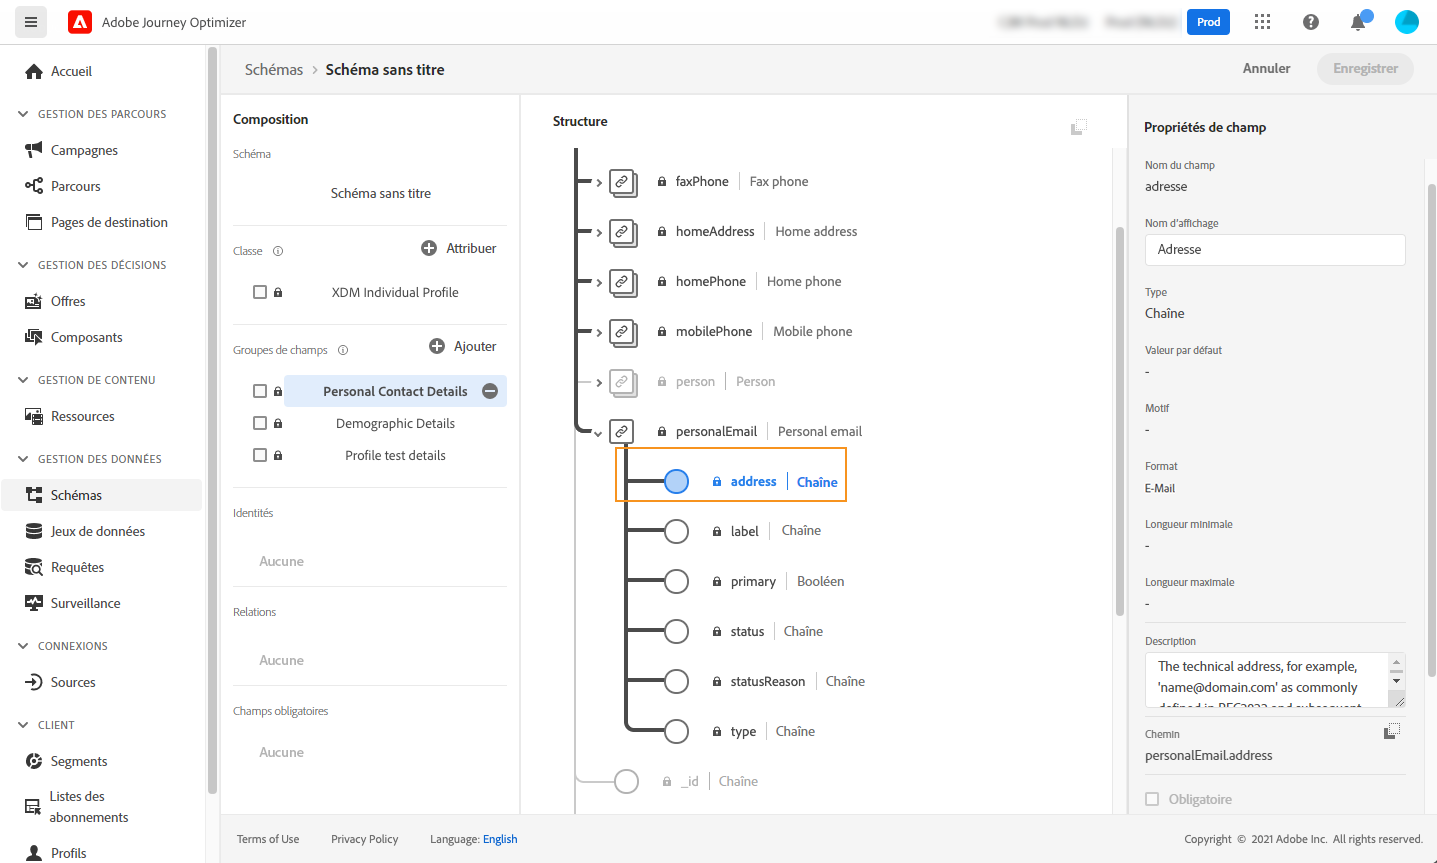 Adobe Journey Optimizer
Prod
Accueil
GESTION DES PARCOURS
Campagnes
Parcours
Pages de destination
GESTION DES DÉCISIONS
Offres
Composants
GESTION DE CONTENU
Ressources
GESTION DES DONNÉES
Schémas
Jeux de données
Requêtes
Surveillance
CONNEXIONS
Sources
CLIENT
Segments
Listes des
abonnements
Profils
Schémas > Schéma sans titre
Annuler
Enregistrer
Composition
Schéma
Schéma sans titre
Classe
Attribuer
XDM Individual Profile
Groupes de champs
Ajouter
Personal Contact Details
Demographic Details
Profile test details
Identités
Aucune
Relations
Aucune
Champs obligatoires
Aucune
Structure
faxPhone | Fax phone
homeAddress | Home address
homePhone | Home phone
mobilePhone | Mobile phone
person | Person
personalEmail | Personal email
address | Chaîne
label | Chaîne
primary | Booléen
status | Chaîne
statusReason | Chaîne
type | Chaîne
_id | Chaîne
Propriétés de champ
Nom du champ
adresse
Nom d'affichage
Adresse
Type
Chaîne
Valeur par défaut
-
Motif
-
Format
E-Mail
Longueur minimale
-
Longueur maximale
-
Description
The technical address, for example,
'name@domain.com' as commonly
defined in RFC2822 and subsequent
Chemin
personalEmail.address
Obligatoire
Terms of Use
Privacy Policy
Language: English
Copyright © 2021 Adobe Inc. All rights reserved.